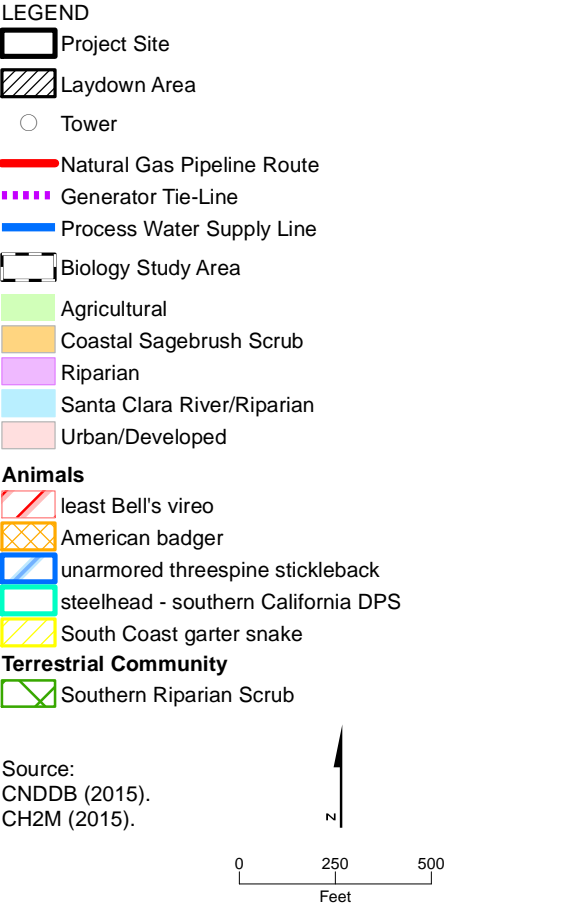 LEGEND
Project Site
Laydown Area
Tower
Natural Gas Pipeline Route
Generator Tie-Line
Process Water Supply Line
Biology Study Area
Agricultural
Coastal Sagebrush Scrub
Riparian
Santa Clara River/Riparian
Urban/Developed
Animals
least Bell's vireo
American badger
unarmored threespine stickleback
steelhead - southern California DPS
South Coast garter snake
Terrestrial Community
Southern Riparian Scrub
Source:
CNDDB (2015).
CH2M (2015).
N
0 250 500
Feet